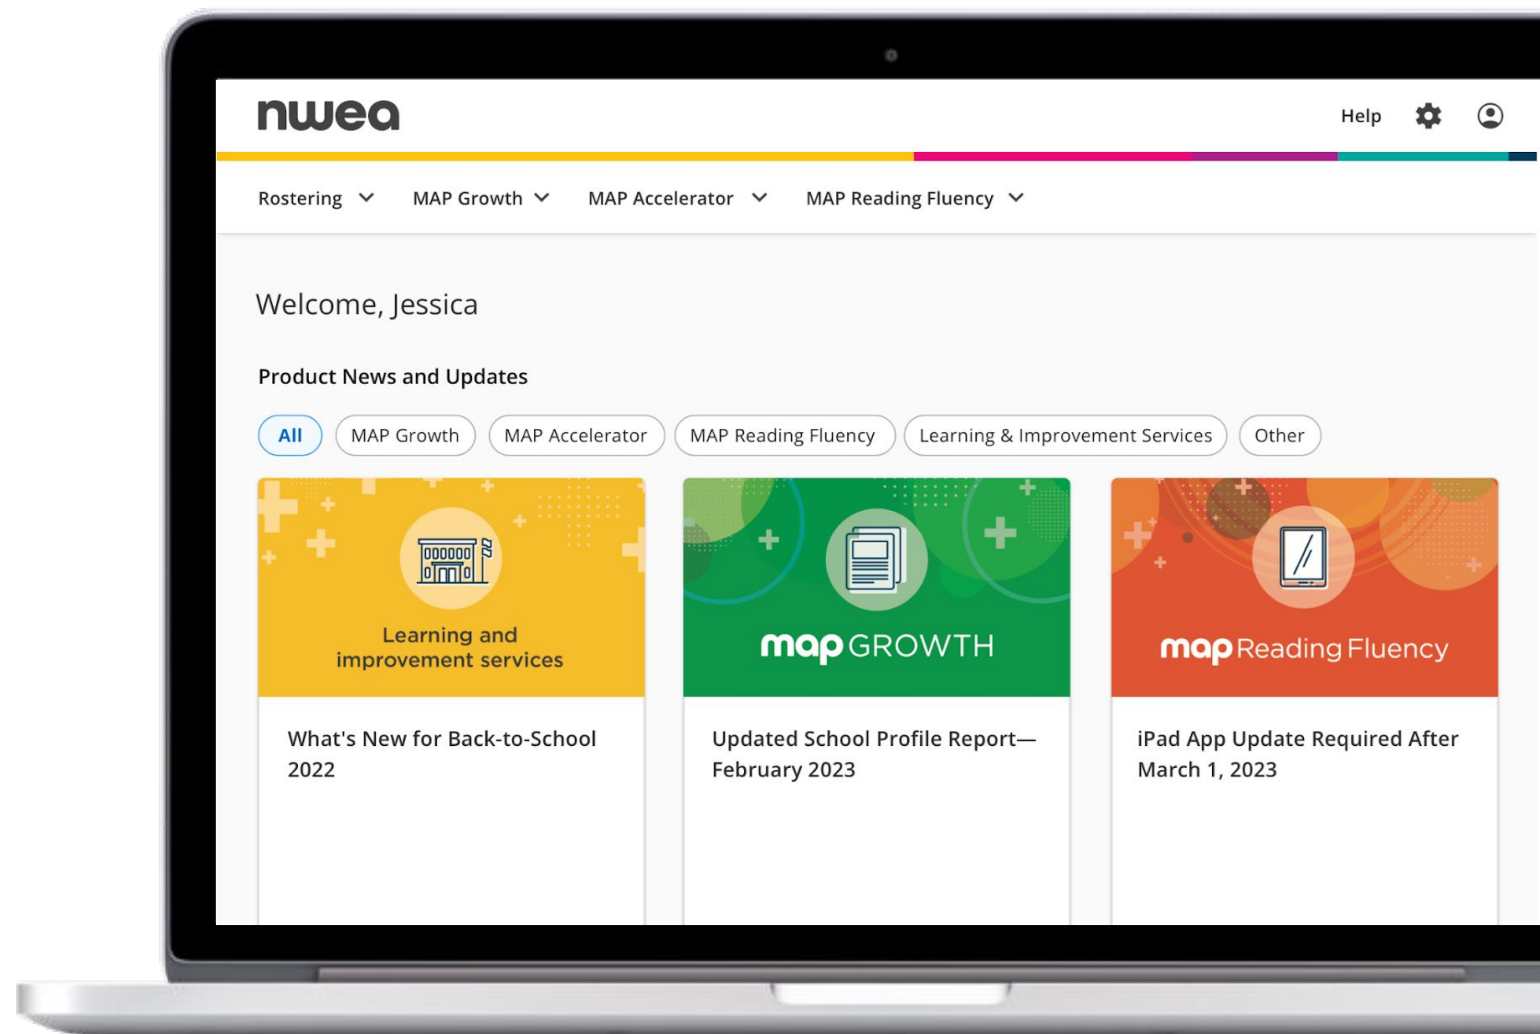 nwea
Help
Rostering
MAP Growth
MAP Accelerator
MAP Reading Fluency
Welcome, Jessica
Product News and Updates
All
MAP Growth
MAP Accelerator
MAP Reading Fluency
Learning & Improvement Services
Other
Learning and
improvement services
What's New for Back-to-School
2022
map GROWTH
Updated School Profile Report—
February 2023
map Reading Fluency
iPad App Update Required After
March 1, 2023